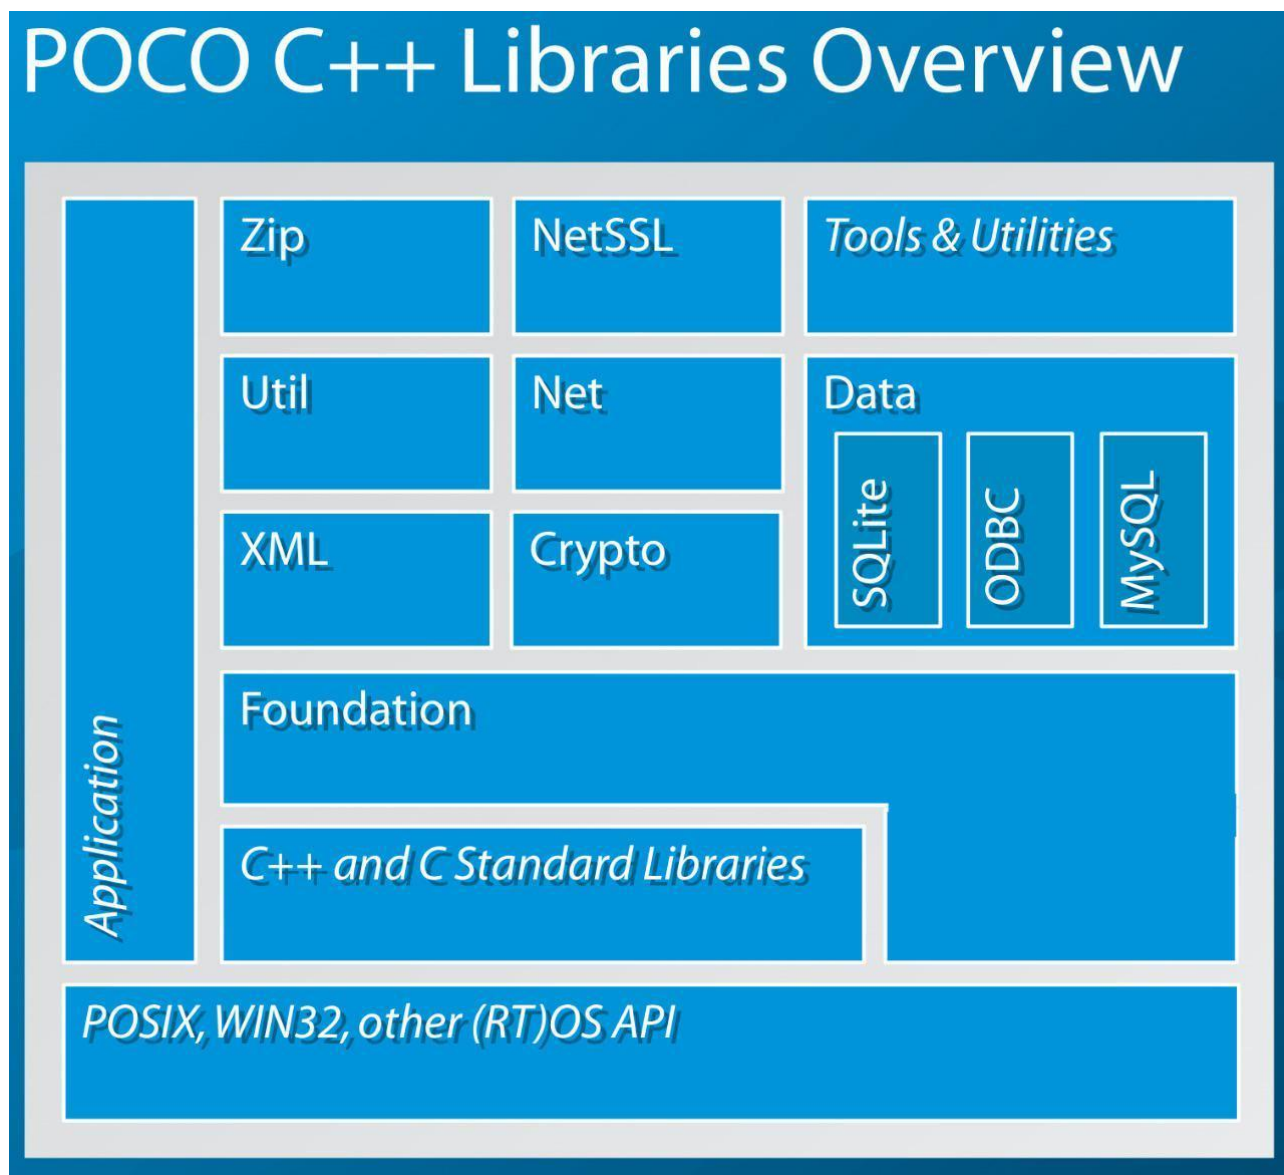 POCO C++ Libraries Overview
Zip
NetSSL
Tools & Utilities
Util
Net
Data
SQLite
ODBC
MySQL
XML
Crypto
Foundation
Application
C++ and C Standard Libraries
POSIX, WIN32, other (RT)OS API